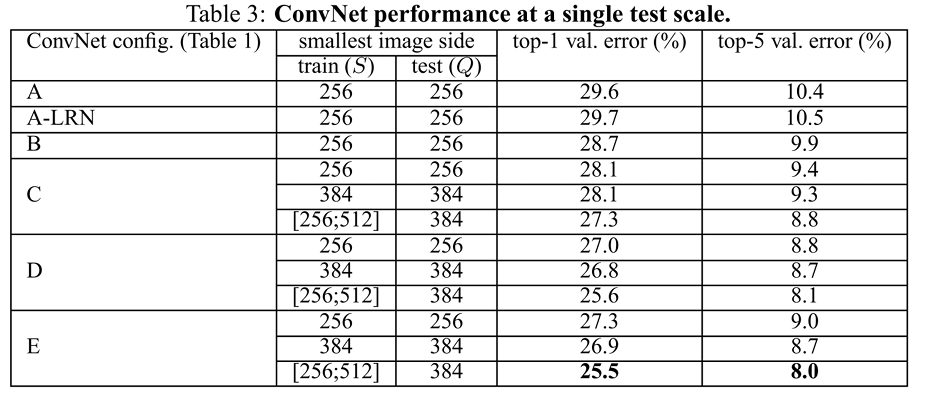 Table 3: ConvNet performance at a single test scale.
ConvNet config. (Table 1) smallest image side top-1 val. error (%) top-5 val. error (%)
train (S) test (Q)
A 256 256 29.6 10.4
A-LRN 256 256 29.7 10.5
B 256 256 28.7 9.9
C 256 256 28.1 9.4
384 384 28.1 9.3
[256;512] 384 27.3 8.8
D 256 256 27.0 8.8
384 384 26.8 8.7
[256;512] 384 25.6 8.1
E 256 256 27.3 9.0
384 384 26.9 8.7
[256;512] 384 25.5 8.0